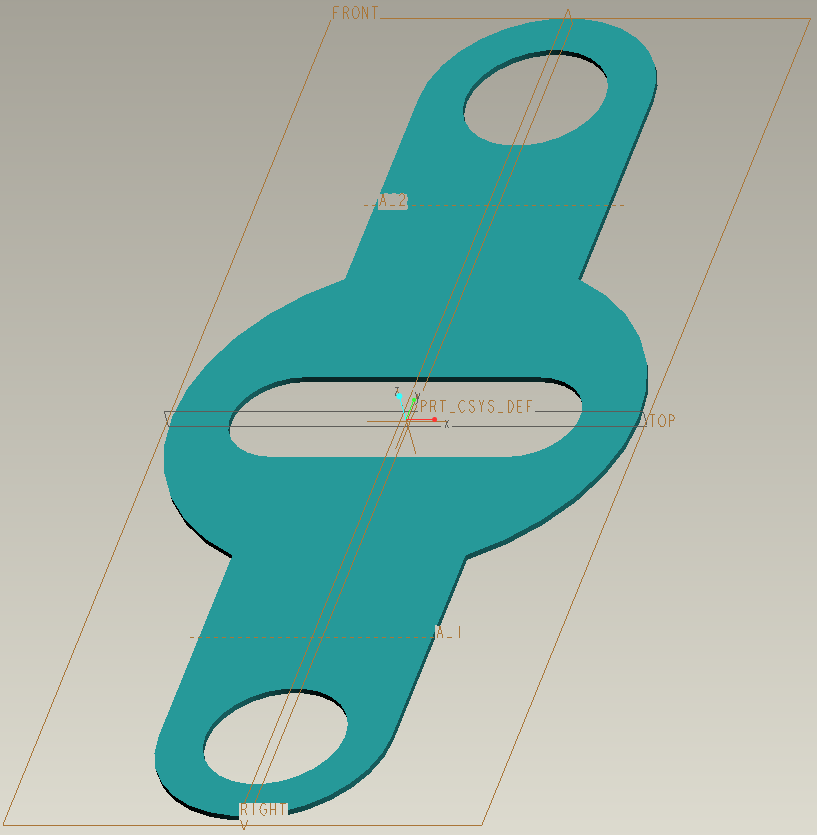 FRONT
A_2
Z
Y
PRT_CSYS_DEF
X
TOP
A_1
RIGHT